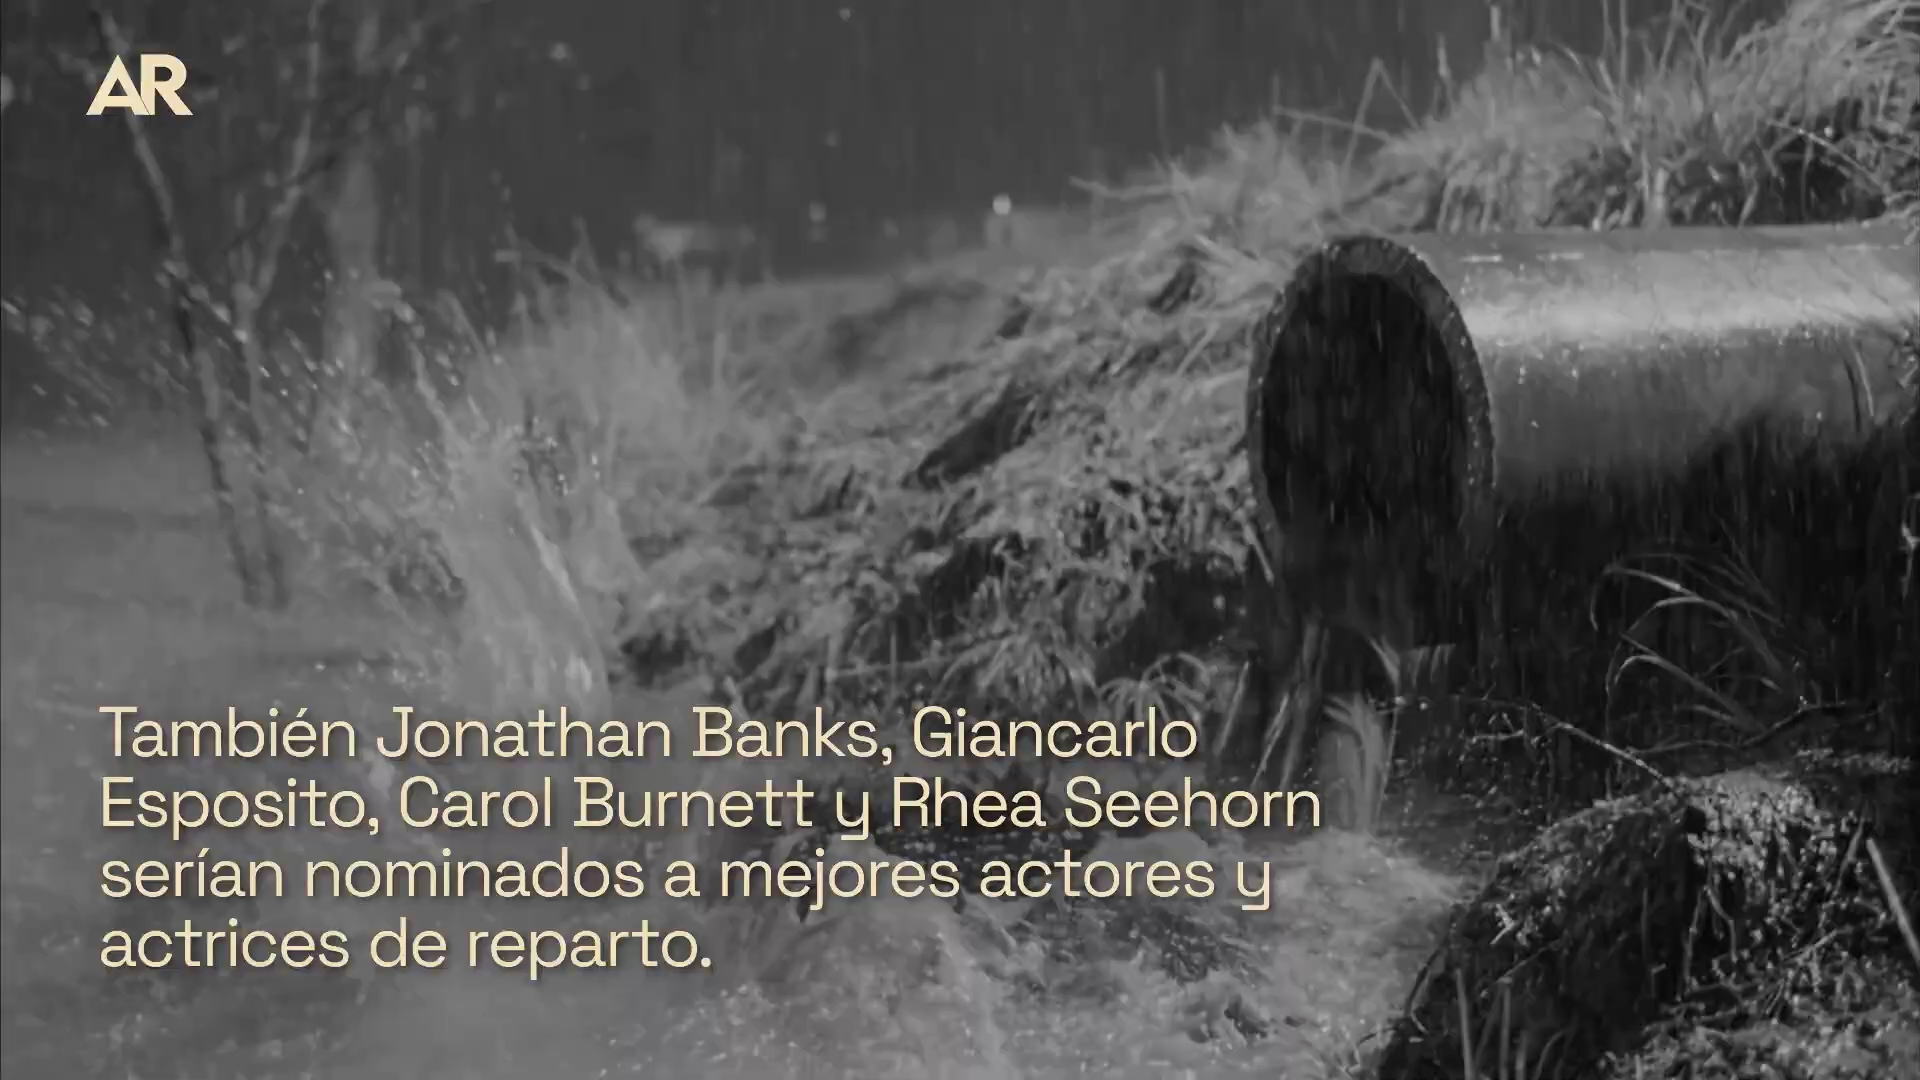 AR
También Jonathan Banks, Giancarlo
Esposito, Carol Burnett y Rhea Seehorn
serían nominados a mejores actores y
actrices de reparto.